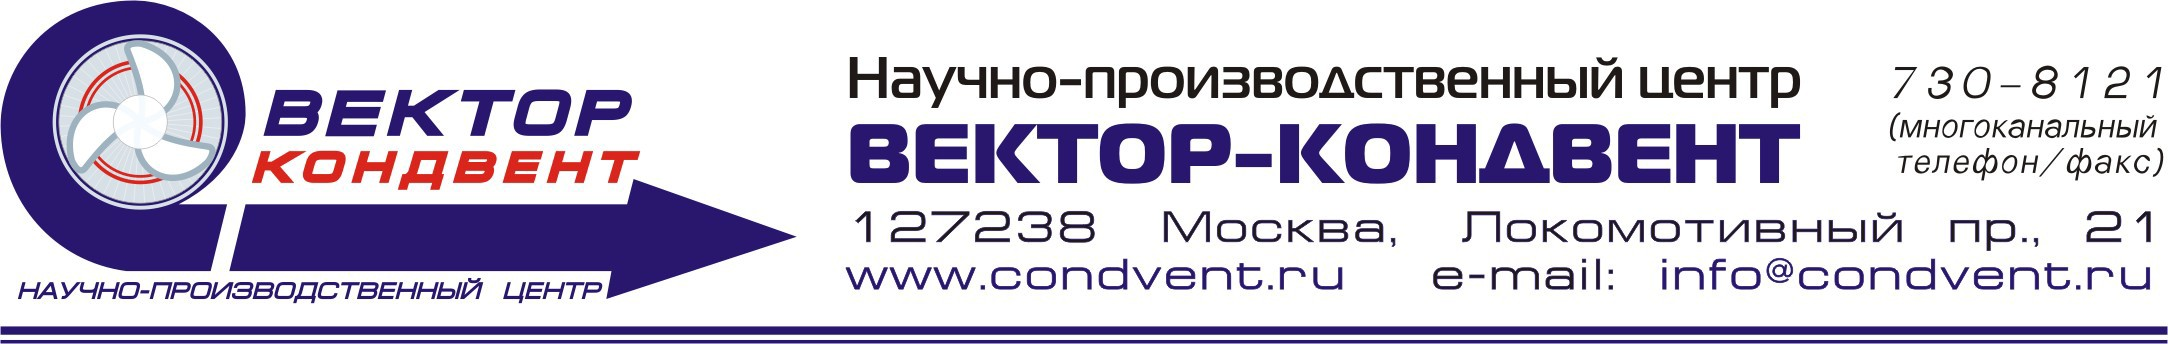 ВЕКТОР
КОНДВЕНТ
НАУЧНО-ПРОИЗВОДСТВЕННЫЙ ЦЕНТР
Научно-производственный центр
ВЕКТОР-КОНДВЕНТ
730-8121
(многоканальный
телефон/факс)
127238 Москва, Локомотивный пр., 21
www.condvent.ru e-mail: info@condvent.ru